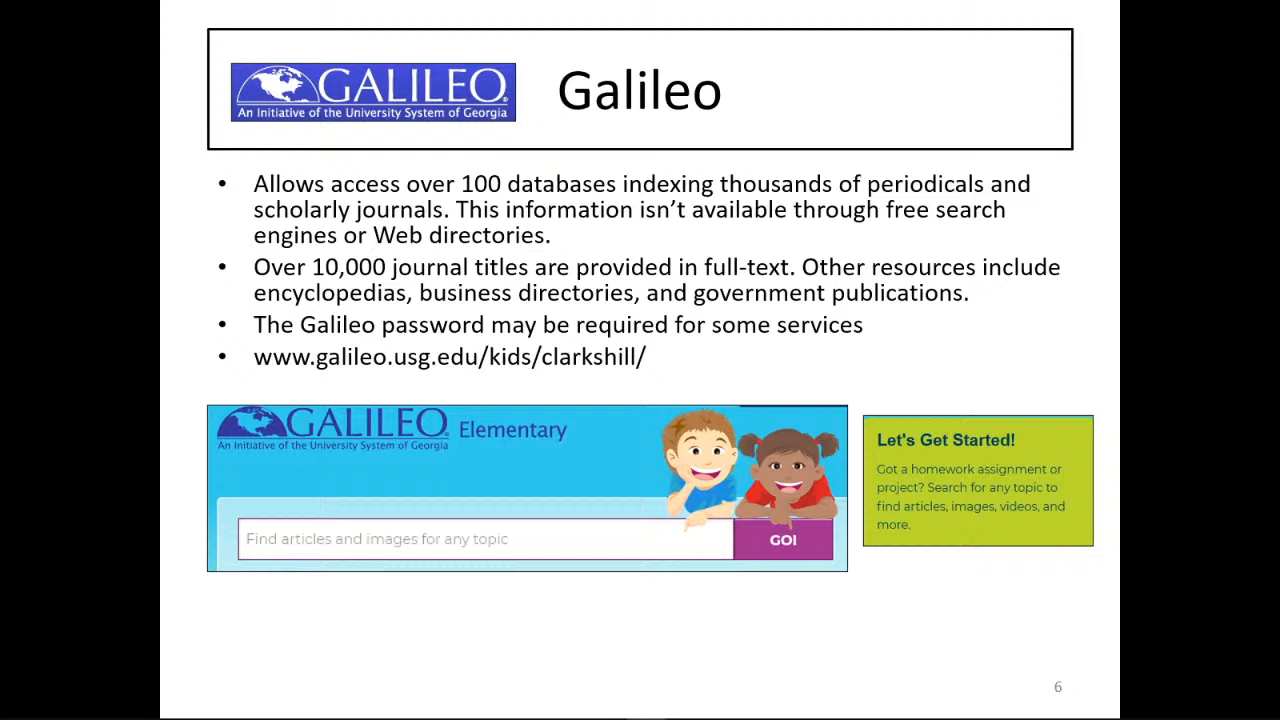 GALILEO
An Initiative of the University System of Georgia
Galileo
• Allows access over 100 databases indexing thousands of periodicals and
scholarly journals. This information isn't available through free search
engines or Web directories.
• Over 10,000 journal titles are provided in full-text. Other resources include
encyclopedias, business directories, and government publications.
• The Galileo password may be required for some services
• www.galileo.usg.edu/kids/clarkshill/
GALILEO Elementary
An Initiative of the University System of Georgia
Find articles and images for any topic
GO!
Let's Get Started!
Got a homework assignment or
project? Search for any topic to
find articles, images, videos, and
more.
6